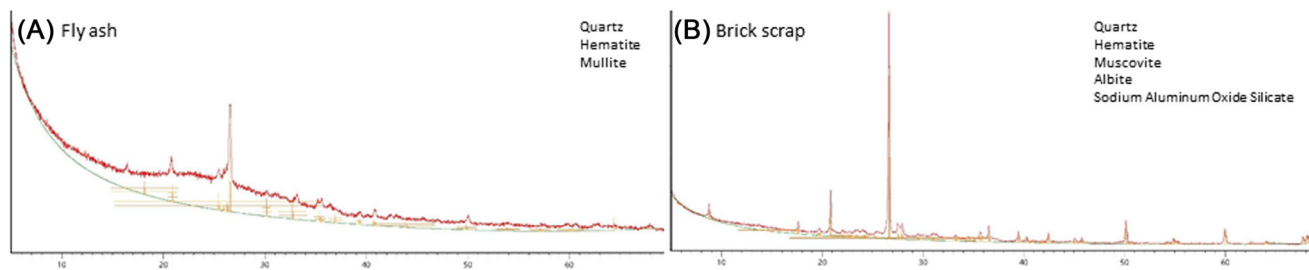 (A) Fly ash
Quartz
Hematite
Mullite
10 20 30 40 50 60
(B) Brick scrap
Quartz
Hematite
Muscovite
Albite
Sodium Aluminum Oxide Silicate
10 20 30 40 50 60